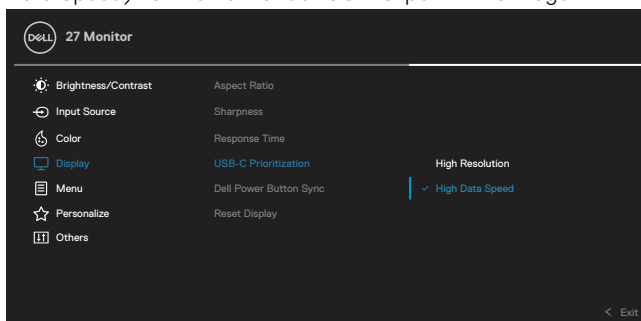 DELL 27 Monitor
Brightness/Contrast Aspect Ratio
Input Source Sharpness
Color Response Time
Display USB-C Prioritization High Resolution
Menu Dell Power Button Sync ✓ High Data Speed
Personalize Reset Display
Others
< Exit